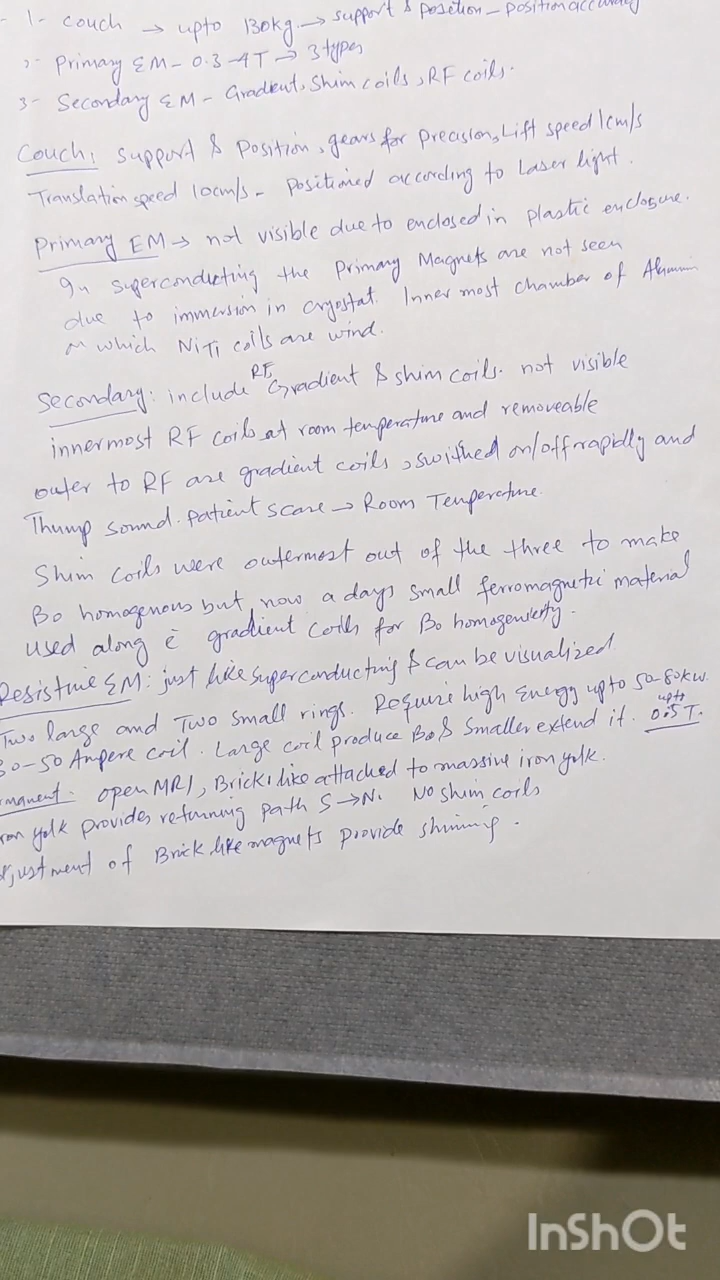 1- Couch → upto 130kg → support & position - position accuracy
2- Primary EM - 0.3-4T → 3 types
3- Secondary EM - Gradient, Shim coils, RF coils.
Couch: support & Position, gears for Precision, Lift speed 1cm/s
Translation speed 10cm/s - Positioned according to Laser light.
Primary EM → not visible due to enclosed in plastic enclosure.
In superconducting the Primary Magnets are not seen
due to immersion in cryostat. Inner most chamber of Alumin
which NiTi coils are wind.
Secondary: include RF Gradient & shim coils. not visible
innermost RF coils at room temperature and removeable
outer to RF are gradient coils, swithed on/off rapidly and
Thump sound. Patient scare → Room Temperature.
Shim coils were outermost out of the three to make
Bo homogenous but now a days small ferromagnetic material
used along c̄ gradient coils for Bo homogeniety.
Resistive EM: just like superconducting & can be visualized
Two large and Two small rings. Require high Energy upto 50-80kw.
30-50 Ampere coil. Large coil produce Bo & Smaller extend it. upto 0.5T.
manent: open MRI, Brick like attached to massive iron yolk.
ron yolk provides returning path S→N. No shim coils
djustment of Brick like magnets provide shiming.
InShOt